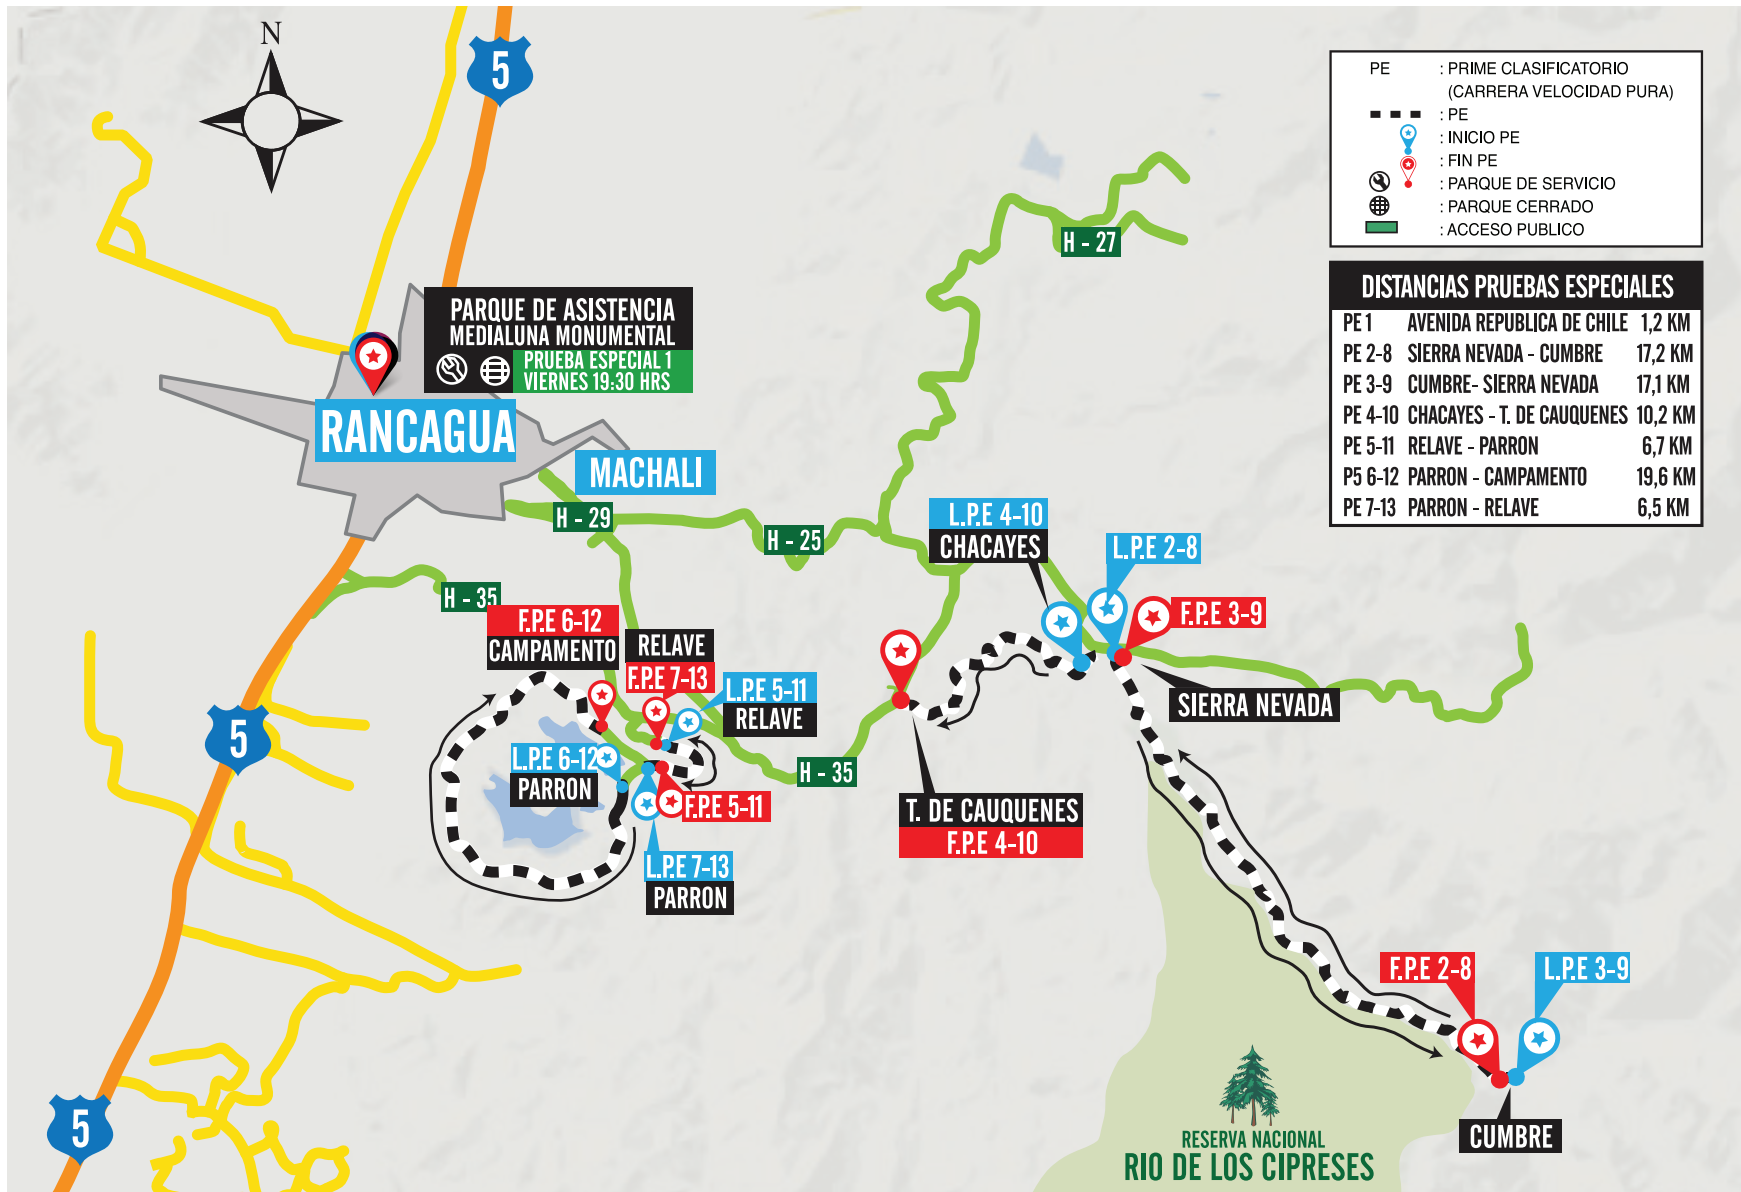 N
5
PE : PRIME CLASIFICATORIO
(CARRERA VELOCIDAD PURA)
: PE
: INICIO PE
: FIN PE
: PARQUE DE SERVICIO
: PARQUE CERRADO
: ACCESO PUBLICO
DISTANCIAS PRUEBAS ESPECIALES
PE 1 AVENIDA REPUBLICA DE CHILE 1,2 KM
PE 2-8 SIERRA NEVADA - CUMBRE 17,2 KM
PE 3-9 CUMBRE- SIERRA NEVADA 17,1 KM
PE 4-10 CHACAYES - T. DE CAUQUENES 10,2 KM
PE 5-11 RELAVE - PARRON 6,7 KM
P5 6-12 PARRON - CAMPAMENTO 19,6 KM
PE 7-13 PARRON - RELAVE 6,5 KM
H - 27
PARQUE DE ASISTENCIA
MEDIALUNA MONUMENTAL
PRUEBA ESPECIAL 1
VIERNES 19:30 HRS
RANCAGUA
MACHALI
H - 29
H - 25
L.P.E 4-10
CHACAYES
L.P.E 2-8
F.P.E 3-9
H - 35
F.P.E 6-12
CAMPAMENTO
RELAVE
F.P.E 7-13
L.P.E 5-11
RELAVE
SIERRA NEVADA
5
L.P.E 6-12
PARRON
H - 35
F.P.E 5-11
T. DE CAUQUENES
F.P.E 4-10
L.P.E 7-13
PARRON
F.P.E 2-8
L.P.E 3-9
5
CUMBRE
RESERVA NACIONAL
RIO DE LOS CIPRESES